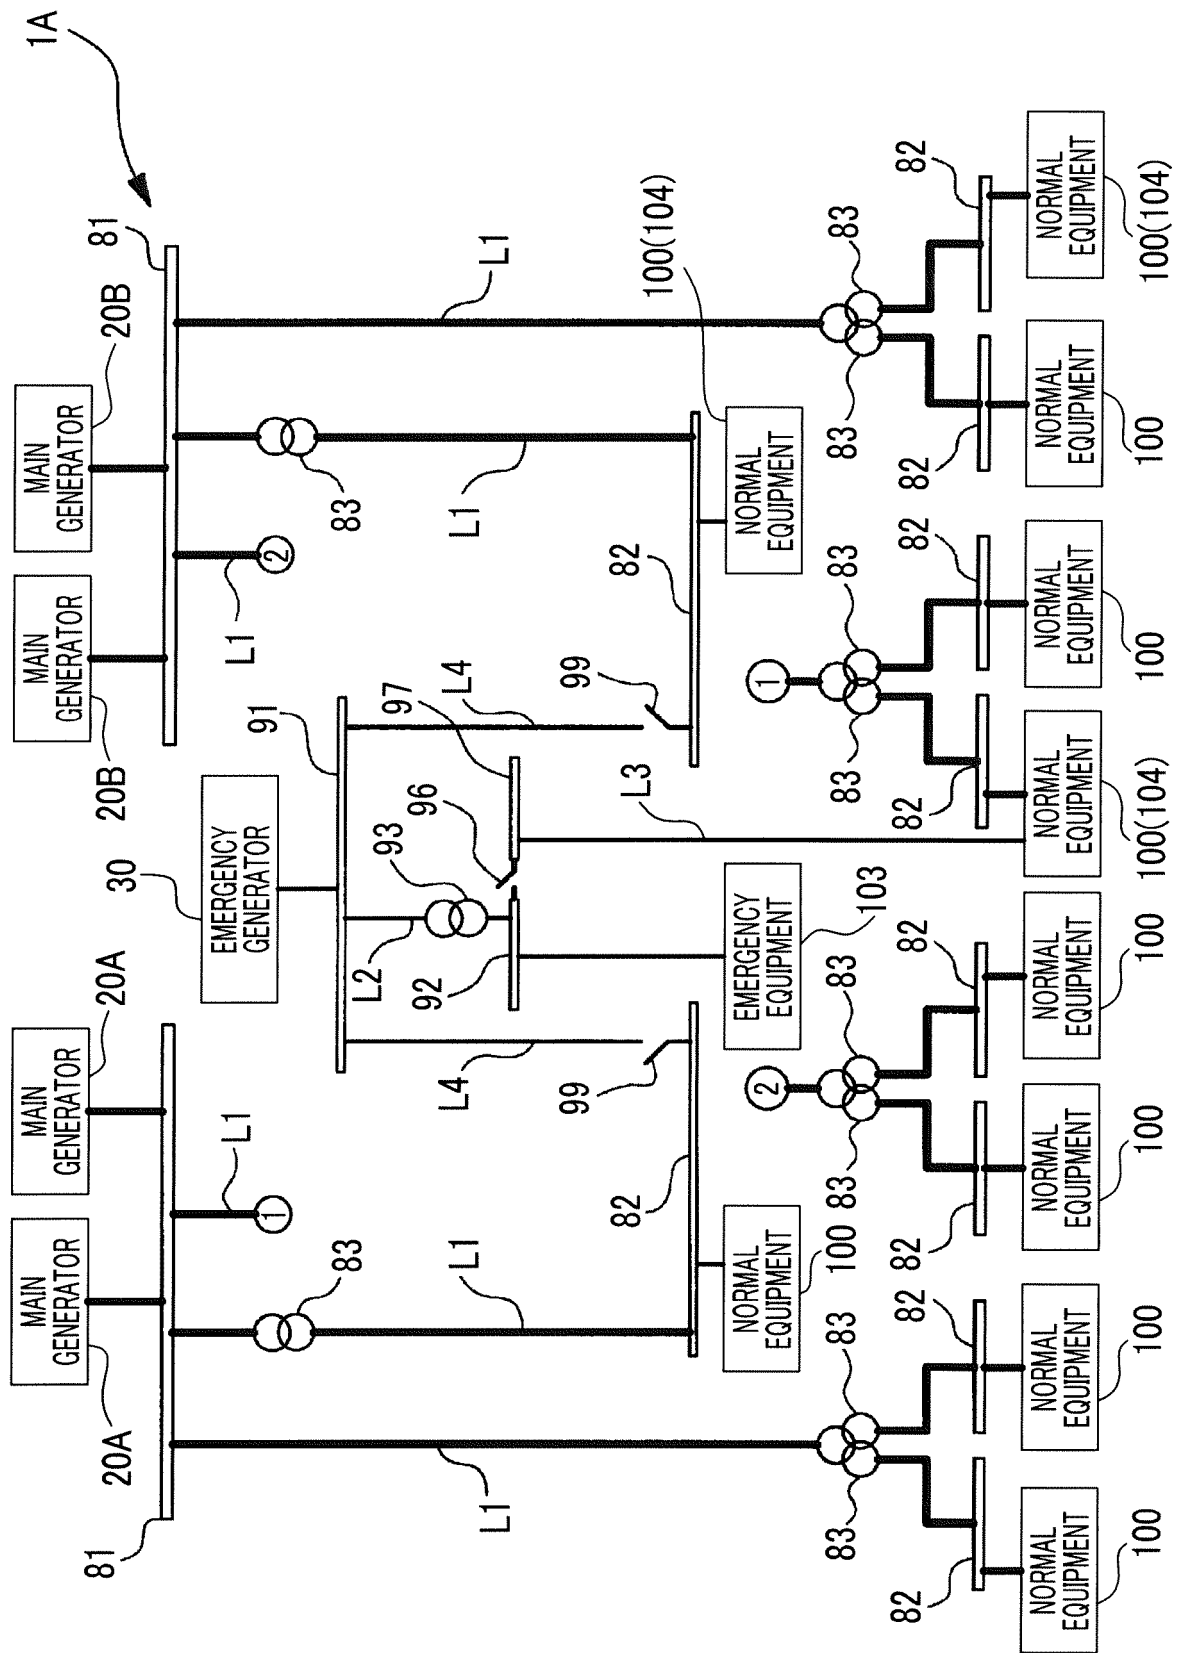 1A
MAIN
GENERATOR
MAIN
GENERATOR
MAIN
GENERATOR
MAIN
GENERATOR
20A
20A
20B
20B
81
81
30
EMERGENCY
GENERATOR
91
L1
L1
1
2
83
83
L2
93
96
97
92
L4
L4
L1
L1
L1
L1
99
99
82
82
L3
100(104)
NORMAL
EQUIPMENT
EMERGENCY
EQUIPMENT
NORMAL
EQUIPMENT
100
103
2
1
83
83
83
83
83
83
83
83
82
82
82
82
82
82
82
82
NORMAL
EQUIPMENT
NORMAL
EQUIPMENT
NORMAL
EQUIPMENT
NORMAL
EQUIPMENT
NORMAL
EQUIPMENT
NORMAL
EQUIPMENT
NORMAL
EQUIPMENT
NORMAL
EQUIPMENT
100
100
100
100
100(104)
100
100
100(104)